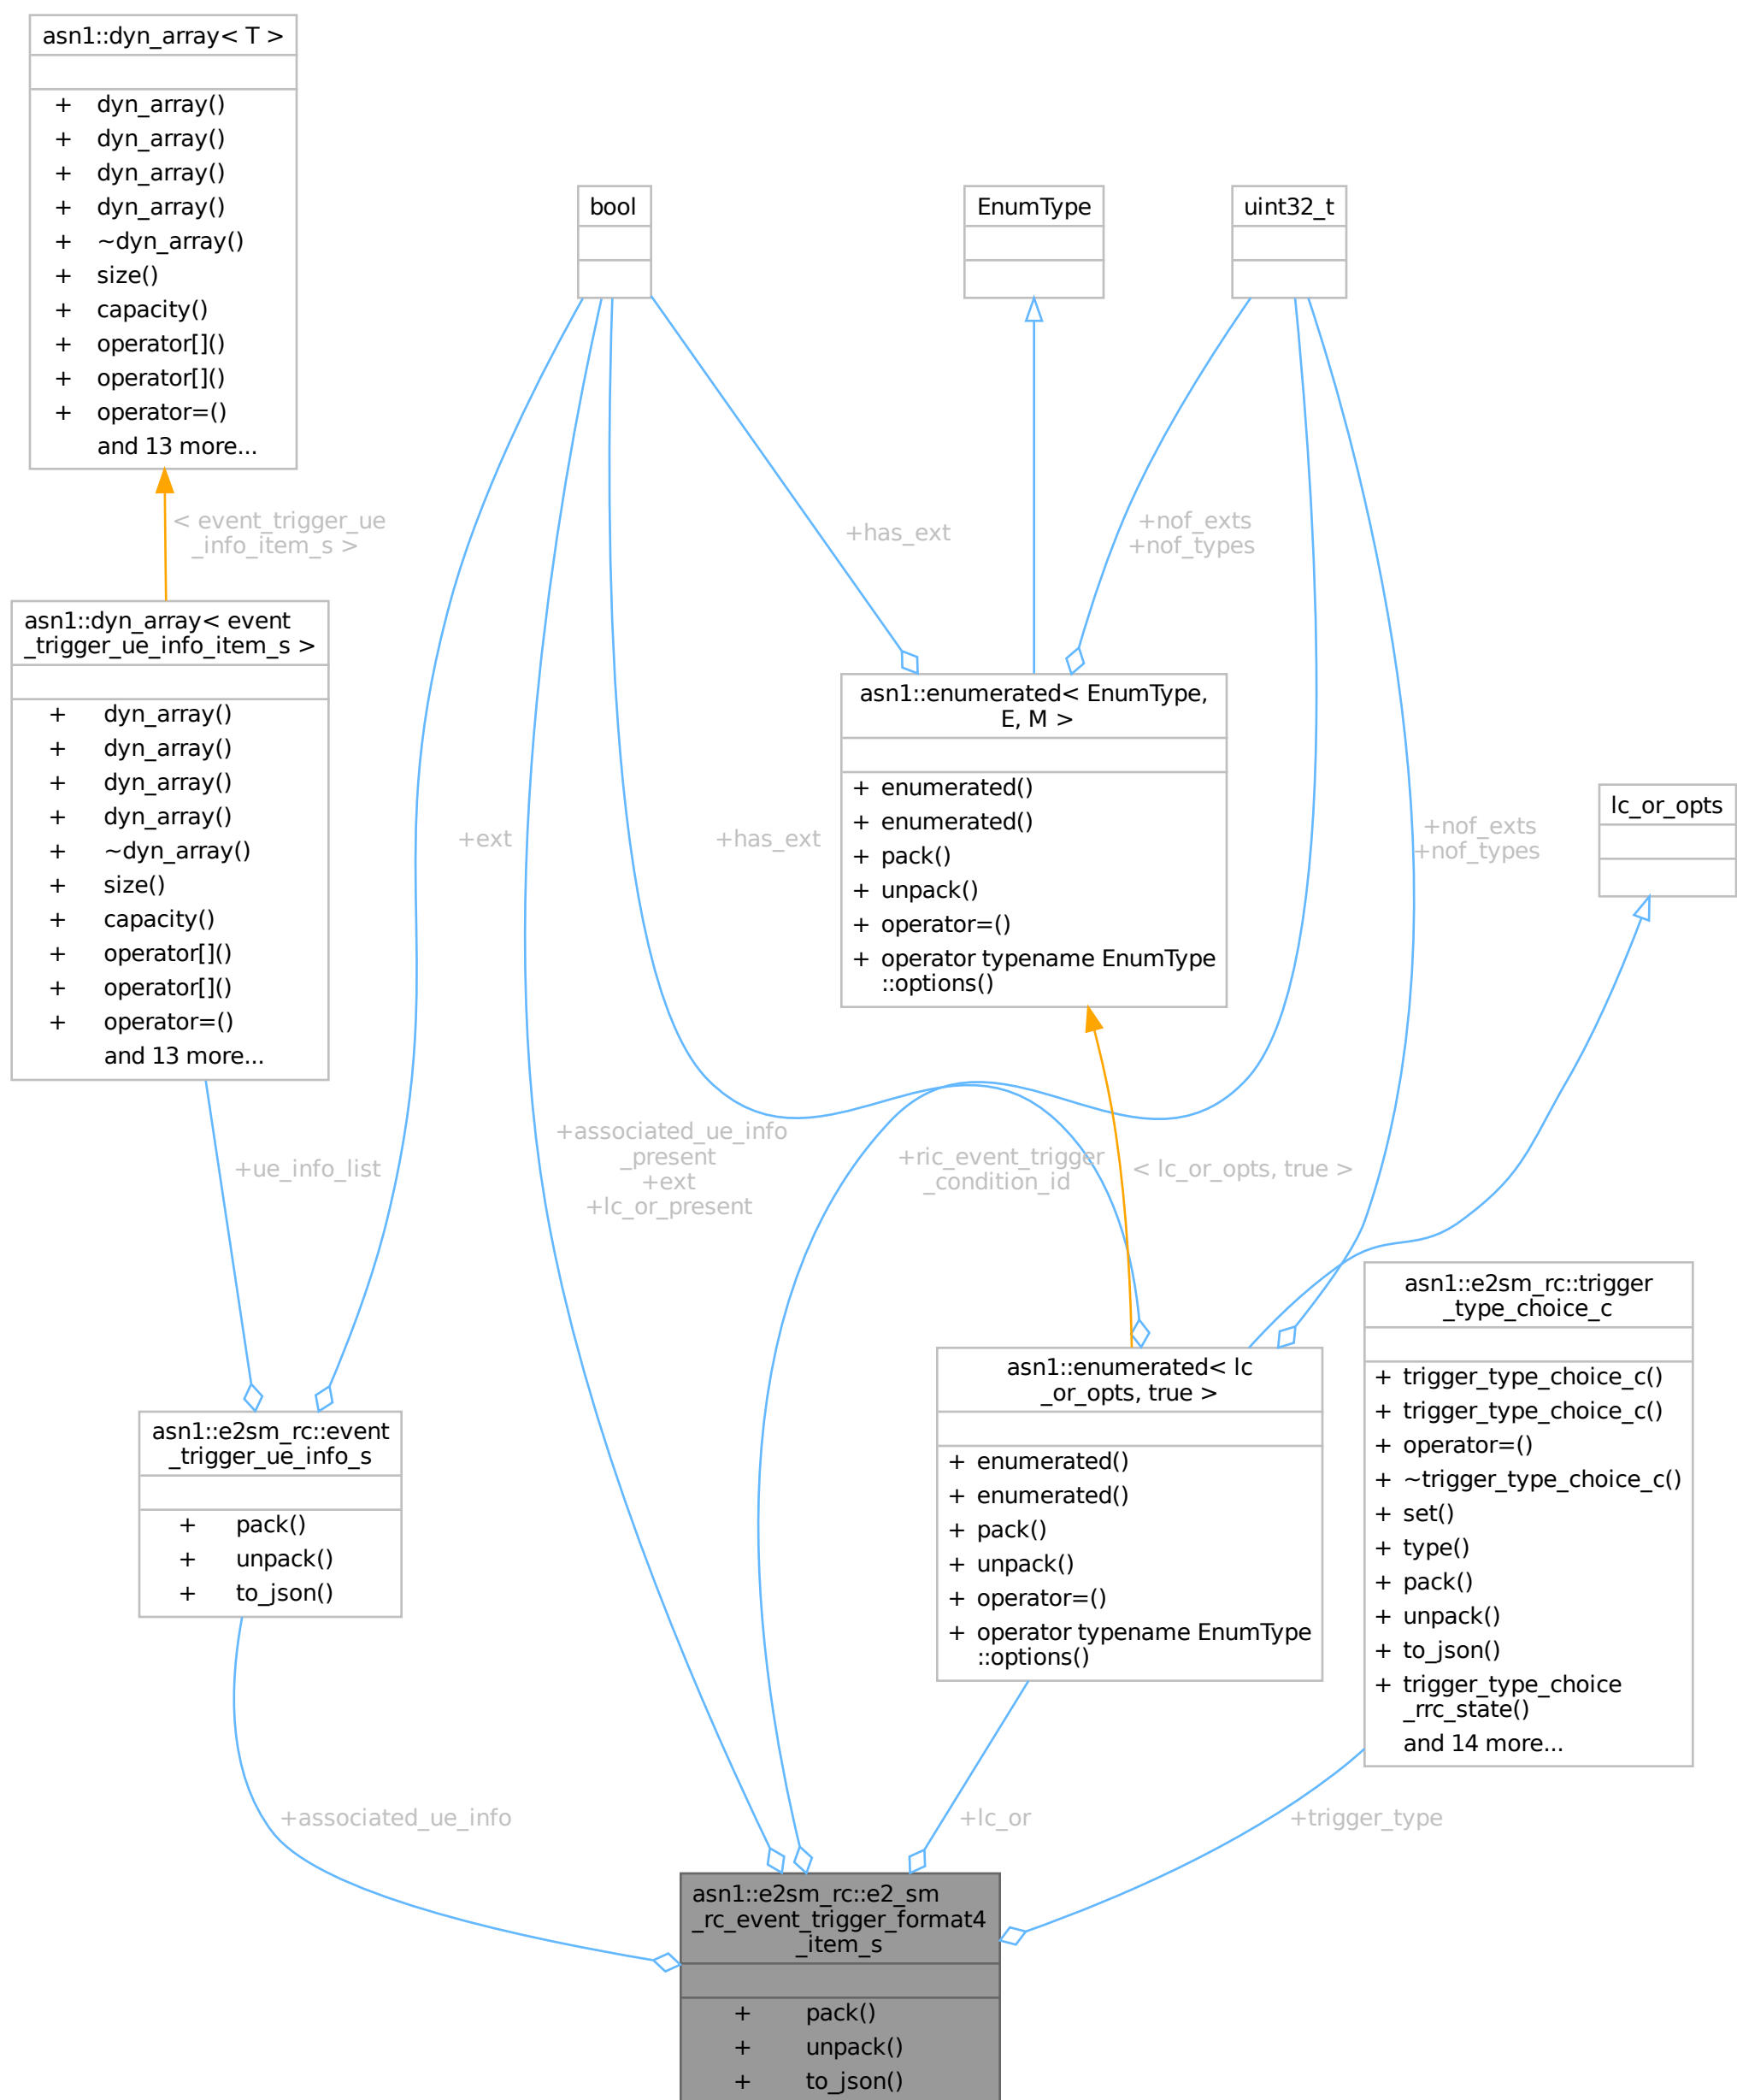 asn1::dyn_array< T >
+ dyn_array()
+ dyn_array()
+ dyn_array()
+ dyn_array()
+ ~dyn_array()
+ size()
+ capacity()
+ operator[]()
+ operator[]()
+ operator=()
and 13 more...
bool
EnumType
uint32_t
< event_trigger_ue
_info_item_s >
+has_ext
+nof_exts
+nof_types
asn1::dyn_array< event
_trigger_ue_info_item_s >
+ dyn_array()
+ dyn_array()
+ dyn_array()
+ dyn_array()
+ ~dyn_array()
+ size()
+ capacity()
+ operator[]()
+ operator[]()
+ operator=()
and 13 more...
asn1::enumerated< EnumType,
E, M >
+ enumerated()
+ enumerated()
+ pack()
+ unpack()
+ operator=()
+ operator typename EnumType
::options()
lc_or_opts
+ext
+has_ext
+nof_exts
+nof_types
+ue_info_list
+associated_ue_info
_present
+ext
+lc_or_present
+ric_event_trigger
_condition_id
< lc_or_opts, true >
asn1::e2sm_rc::event
_trigger_ue_info_s
+ pack()
+ unpack()
+ to_json()
asn1::enumerated< lc
_or_opts, true >
+ enumerated()
+ enumerated()
+ pack()
+ unpack()
+ operator=()
+ operator typename EnumType
::options()
asn1::e2sm_rc::trigger
_type_choice_c
+ trigger_type_choice_c()
+ trigger_type_choice_c()
+ operator=()
+ ~trigger_type_choice_c()
+ set()
+ type()
+ pack()
+ unpack()
+ to_json()
+ trigger_type_choice
_rrc_state()
and 14 more...
+associated_ue_info
+lc_or
+trigger_type
asn1::e2sm_rc::e2_sm
_rc_event_trigger_format4
_item_s
+ pack()
+ unpack()
+ to_json()